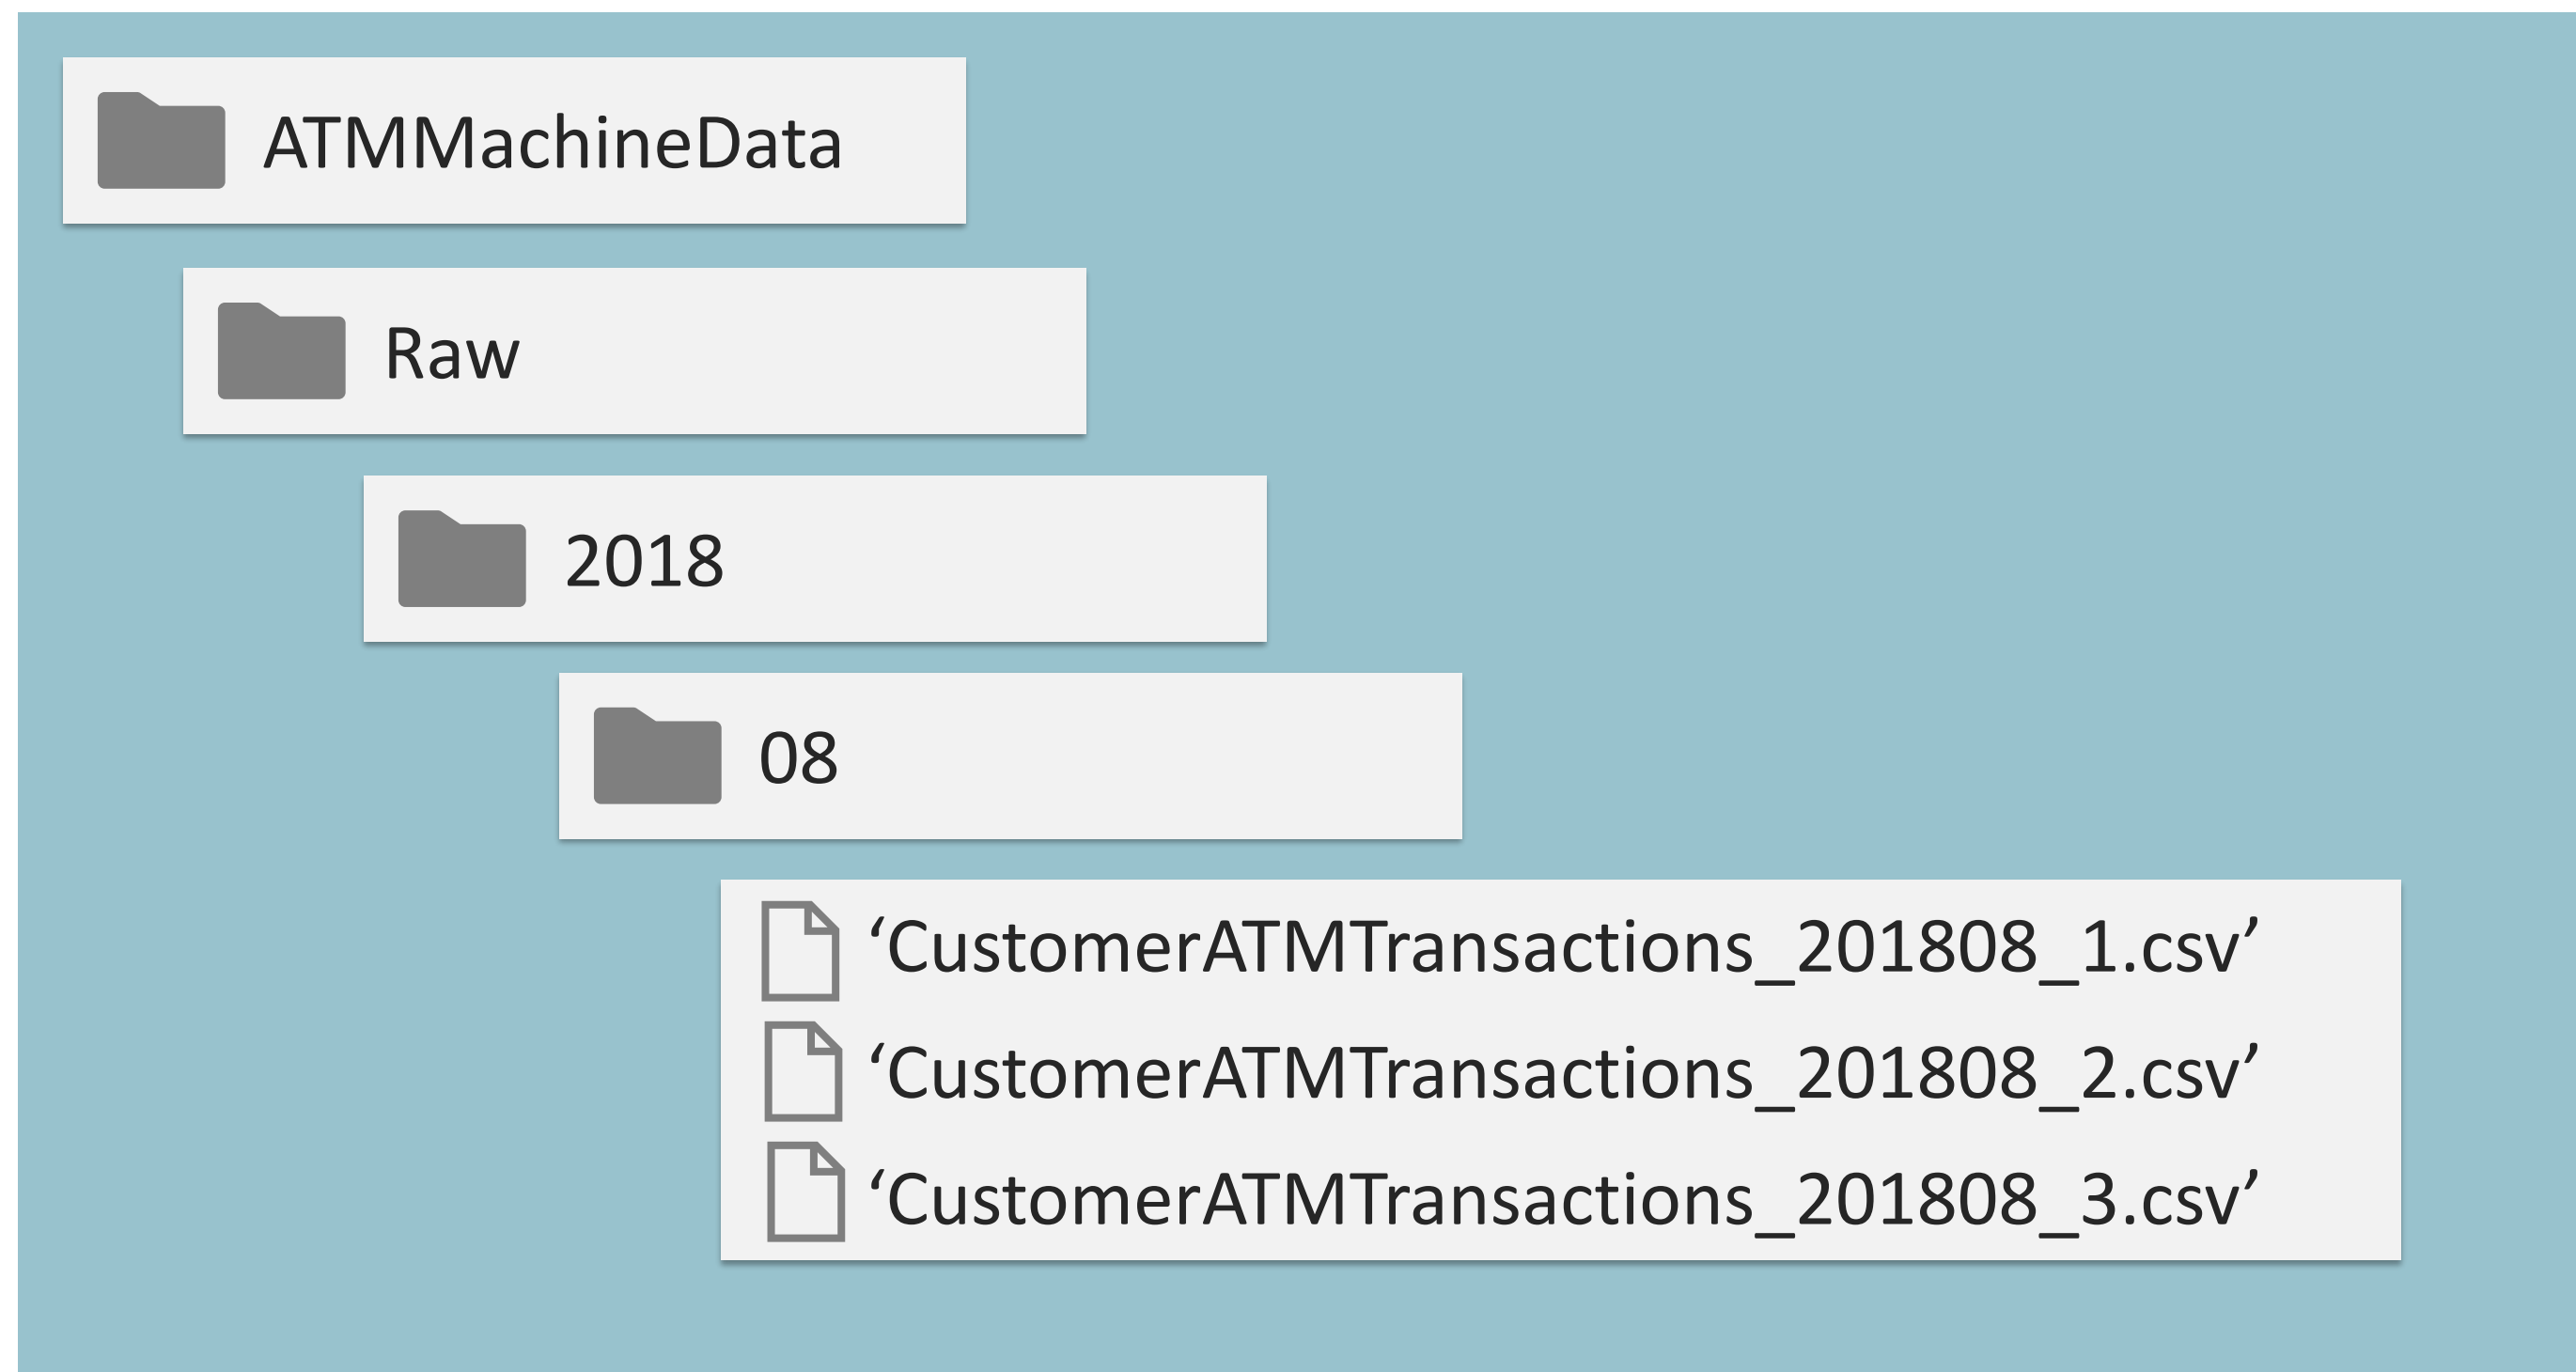 ATMMachineData
Raw
2018
08
‘CustomerATMTransactions_201808_1.csv’
‘CustomerATMTransactions_201808_2.csv’
‘CustomerATMTransactions_201808_3.csv’